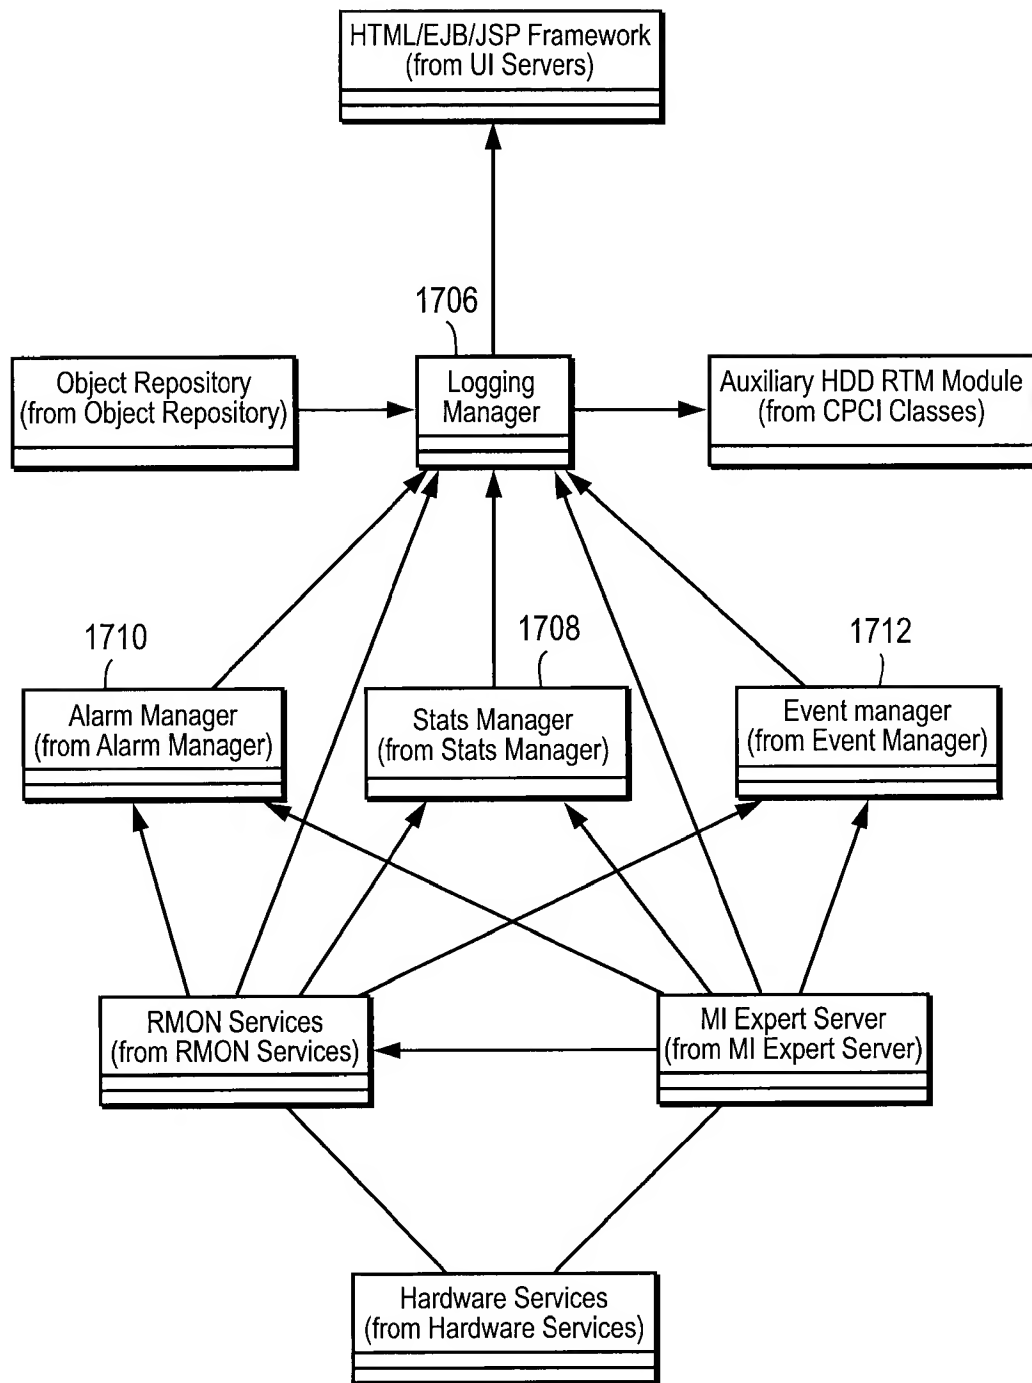 HTML/EJB/JSP Framework
(from UI Servers)
1706
Object Repository
(from Object Repository)
Logging
Manager
Auxiliary HDD RTM Module
(from CPCI Classes)
1710
1708
1712
Alarm Manager
(from Alarm Manager)
Stats Manager
(from Stats Manager)
Event manager
(from Event Manager)
RMON Services
(from RMON Services)
MI Expert Server
(from MI Expert Server)
Hardware Services
(from Hardware Services)